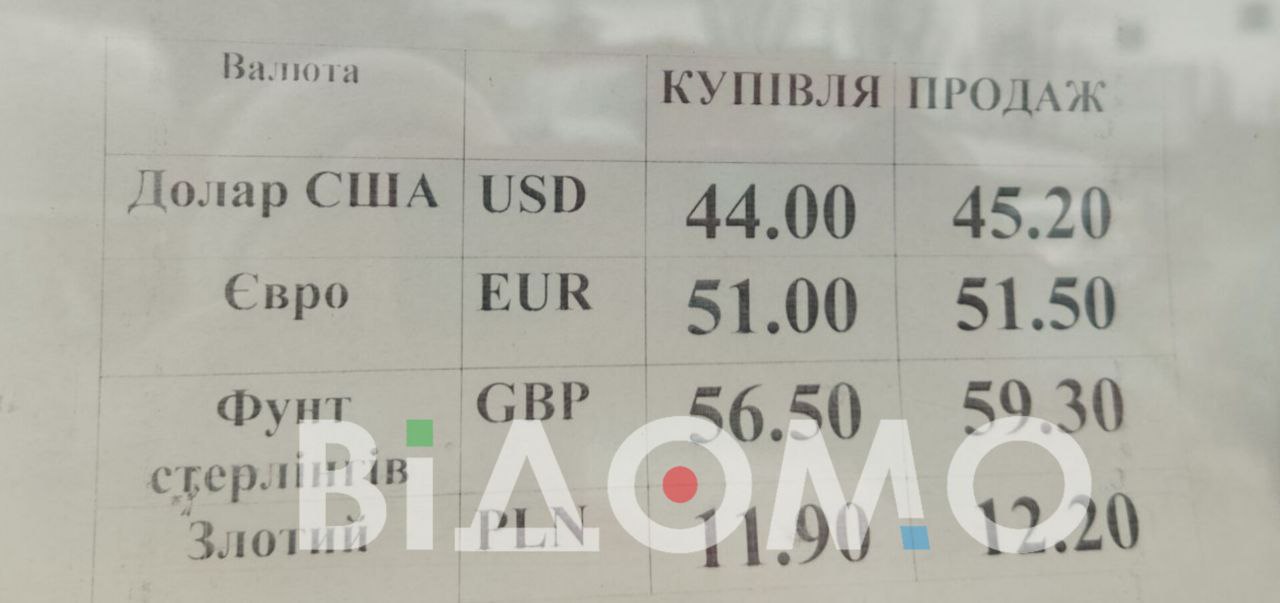 Валюта КУПІВЛЯ ПРОДАЖ
Долар США USD 44.00 45.20
Євро EUR 51.00 51.50
Фунт GBP 56.50 59.30
стерлінгів
Злотий PLN 11.90 12.20
ВіДОМО